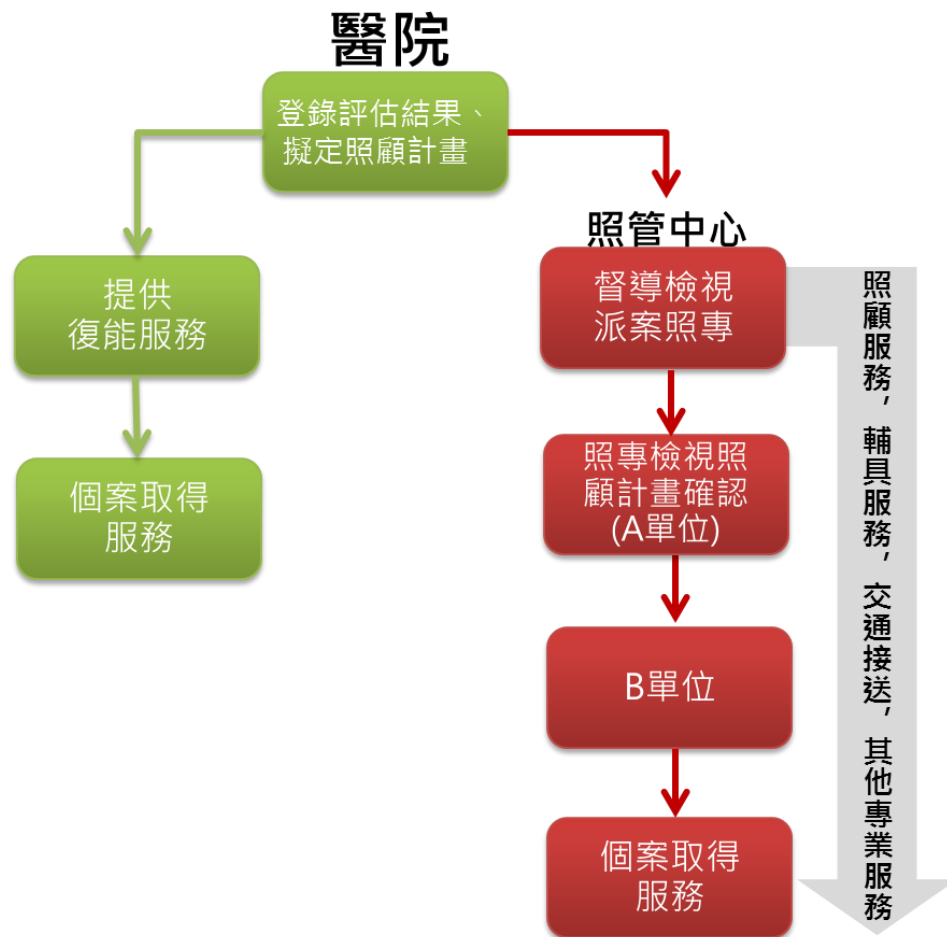 醫院
登錄評估結果、
擬定照顧計畫
提供
復能服務
個案取得
服務
照管中心
督導檢視
派案照專
照專檢視照
顧計畫確認
(A單位)
B單位
個案取得
服務
照顧服務，輔具服務，交通接送，其他專業服務